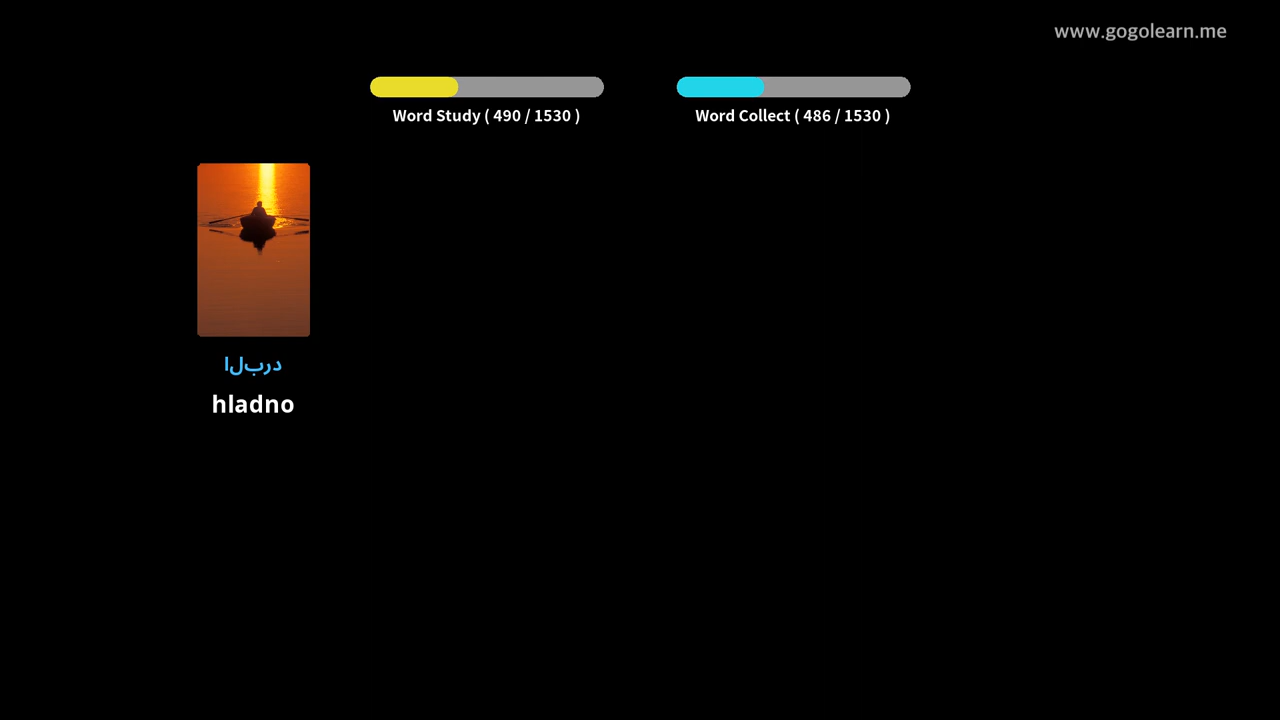 www.gogolearn.me
Word Study ( 490 / 1530 )
Word Collect ( 486 / 1530 )
البرد
hladno